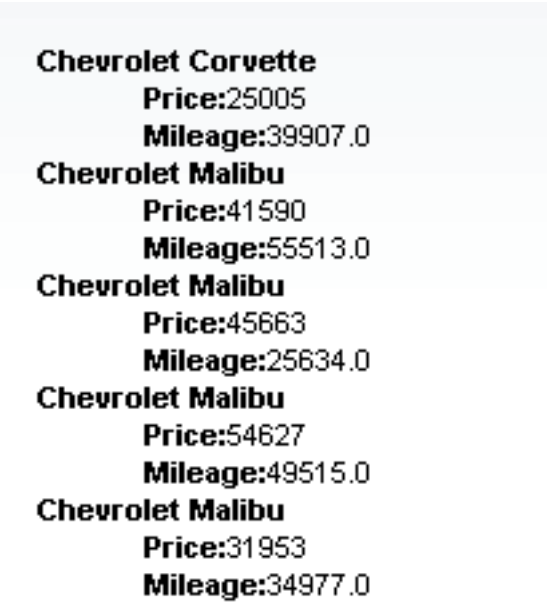 Chevrolet Corvette
Price:25005
Mileage:39907.0
Chevrolet Malibu
Price:41590
Mileage:55513.0
Chevrolet Malibu
Price:45663
Mileage:25634.0
Chevrolet Malibu
Price:54627
Mileage:49515.0
Chevrolet Malibu
Price:31953
Mileage:34977.0